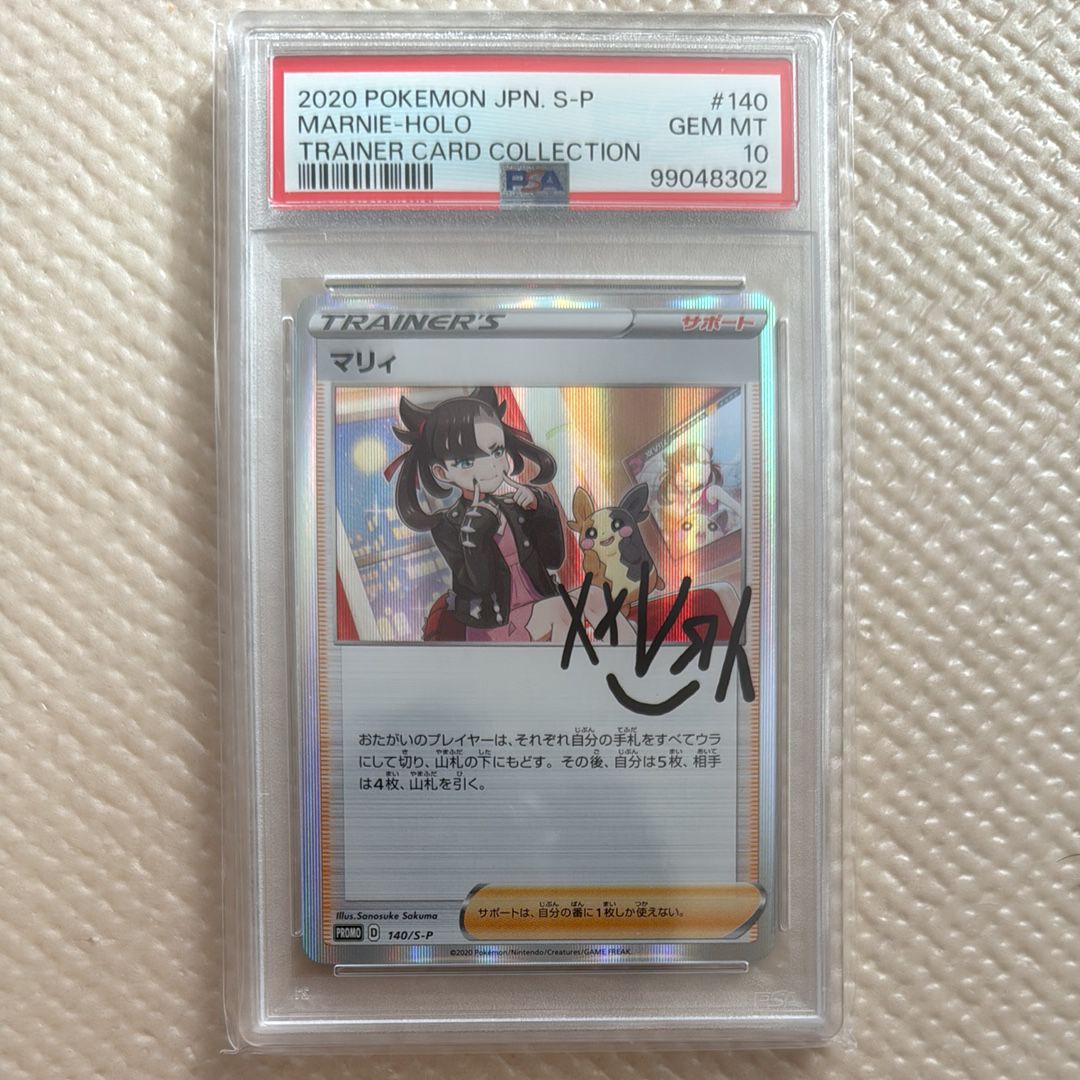 2020 POKEMON JPN. S-P #140
MARNIE-HOLO GEM MT
TRAINER CARD COLLECTION 10
PSA 99048302
TRAINER'S サポート
マリィ
おたがいのプレイヤーは、それぞれ自分の手札をすべてウラ
にして切り、山札の下にもどす。その後、自分は5枚、相手
は4枚、山札を引く。
Illus.Sanosuke Sakuma
サポートは、自分の番に1枚しか使えない。
PROMO D 140/S-P
©2020 Pokémon/Nintendo/Creatures/GAME FREAK.
PSA